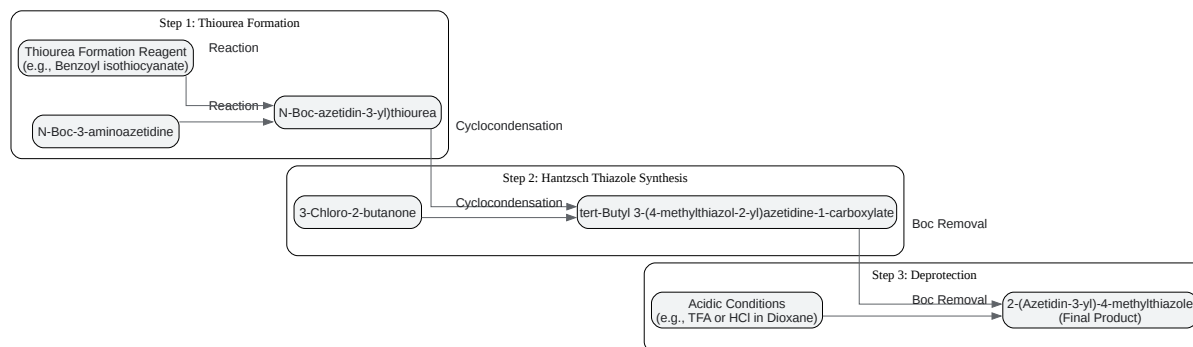 Step 1: Thiourea Formation
Thiourea Formation Reagent
(e.g., Benzoyl isothiocyanate)
Reaction
Reaction
N-Boc-azetidin-3-yl)thiourea
N-Boc-3-aminoazetidine
Cyclocondensation
Step 2: Hantzsch Thiazole Synthesis
3-Chloro-2-butanone
Cyclocondensation
tert-Butyl 3-(4-methylthiazol-2-yl)azetidine-1-carboxylate
Boc Removal
Step 3: Deprotection
Acidic Conditions
(e.g., TFA or HCl in Dioxane)
Boc Removal
2-(Azetidin-3-yl)-4-methylthiazole
(Final Product)